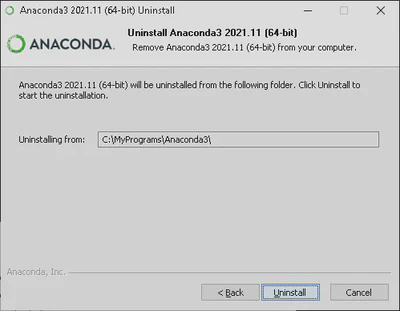 Anaconda3 2021.11 (64-bit) Uninstall
ANACONDA.
Uninstall Anaconda3 2021.11 (64-bit)
Remove Anaconda3 2021.11 (64-bit) from your computer.
Anaconda3 2021.11 (64-bit) will be uninstalled from the following folder. Click Uninstall to
start the uninstallation.
Uninstalling from: C:\MyPrograms\Anaconda3\
Anaconda, Inc.
< Back Uninstall Cancel